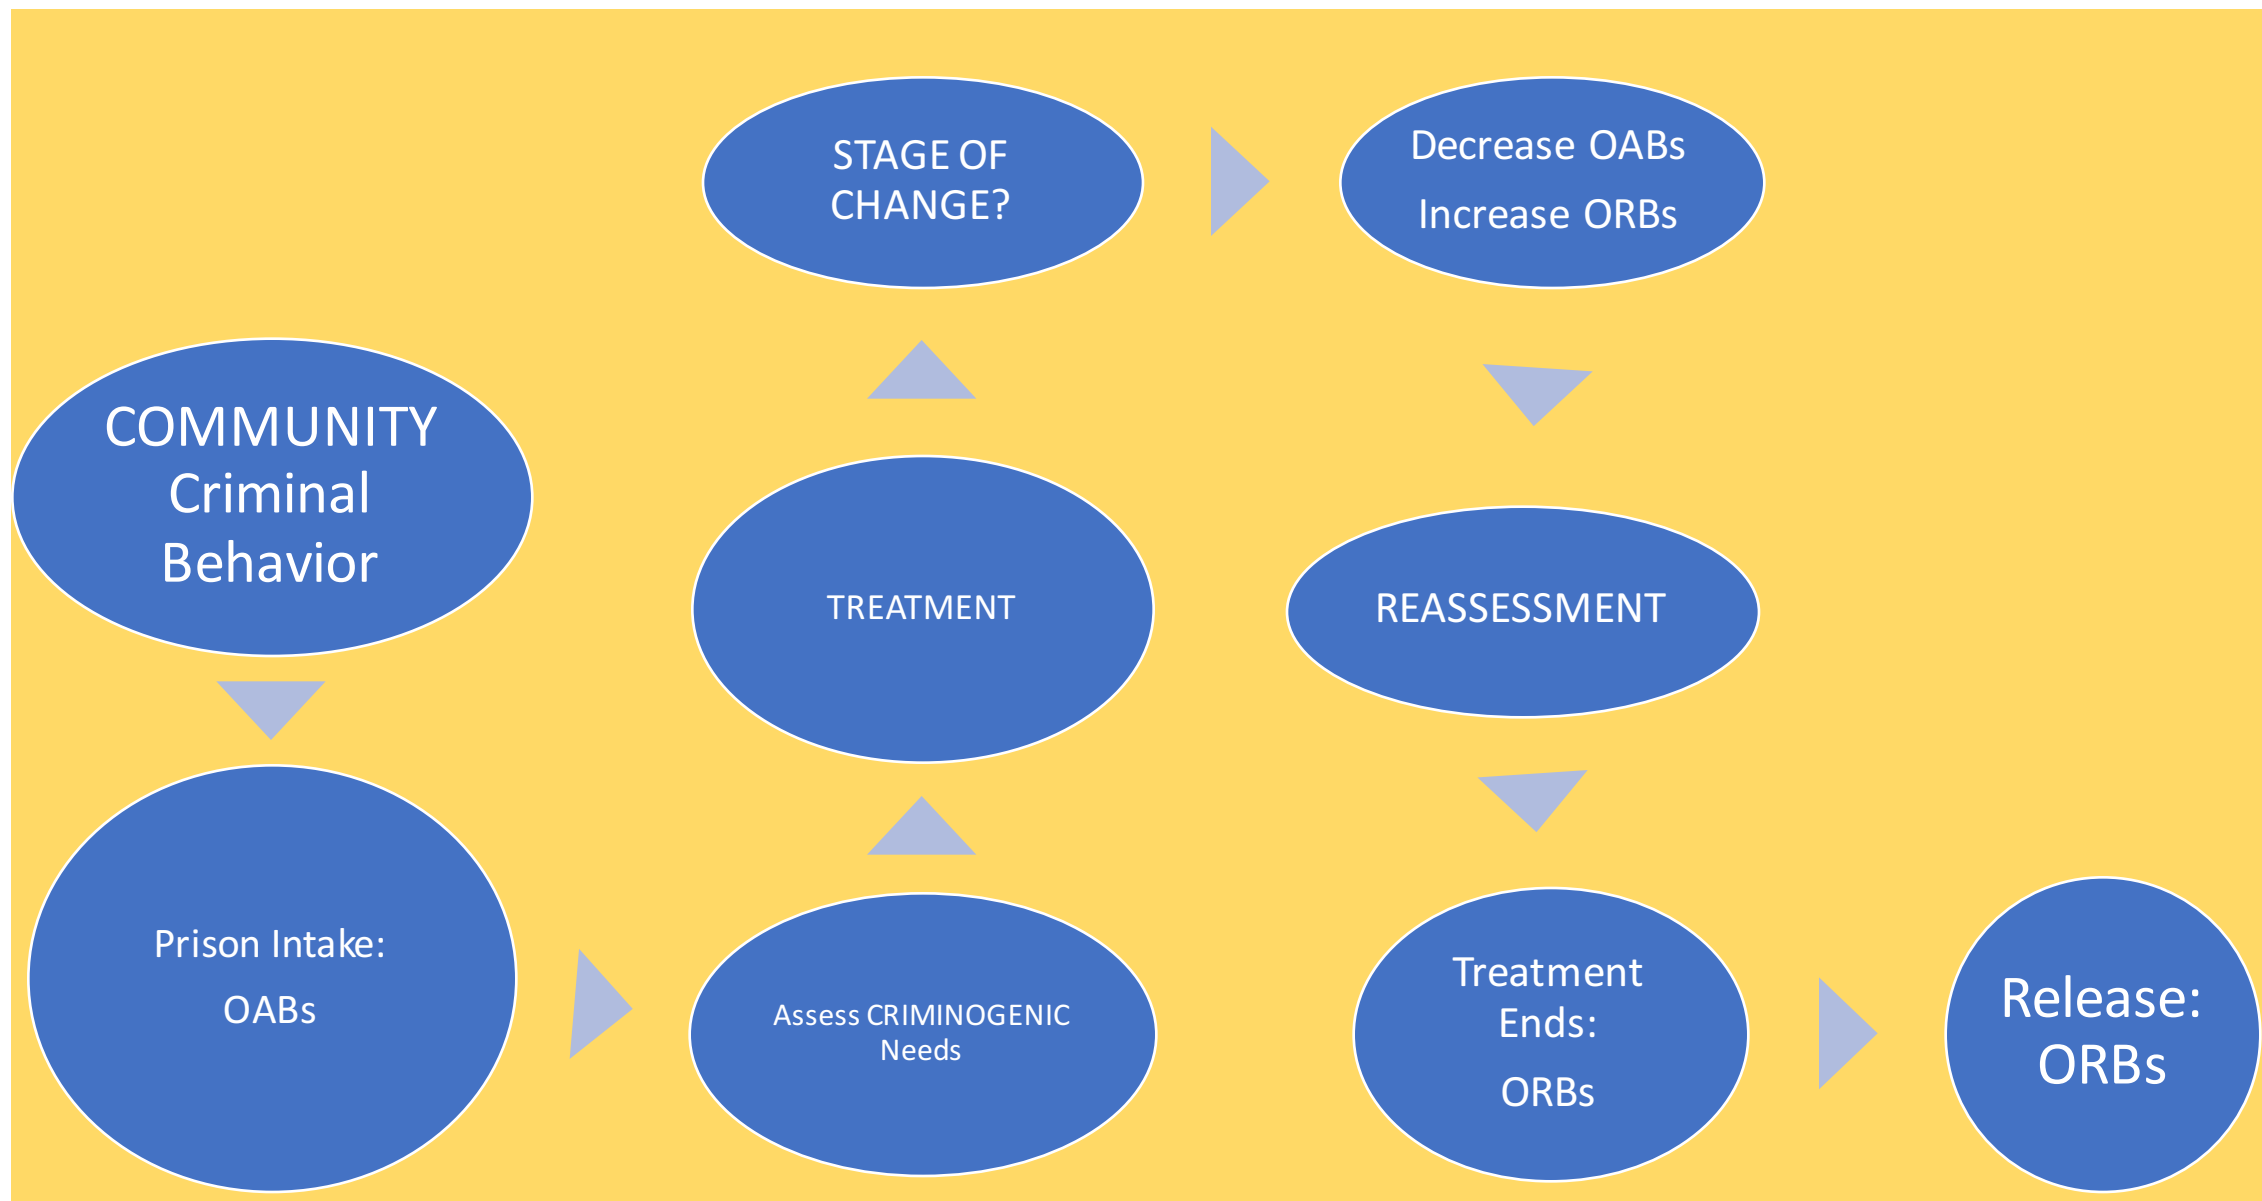 COMMUNITY
Criminal
Behavior
Prison Intake:
OABs
Assess CRIMINOGENIC
Needs
TREATMENT
STAGE OF
CHANGE?
Decrease OABs
Increase ORBs
REASSESSMENT
Treatment
Ends:
ORBs
Release:
ORBs